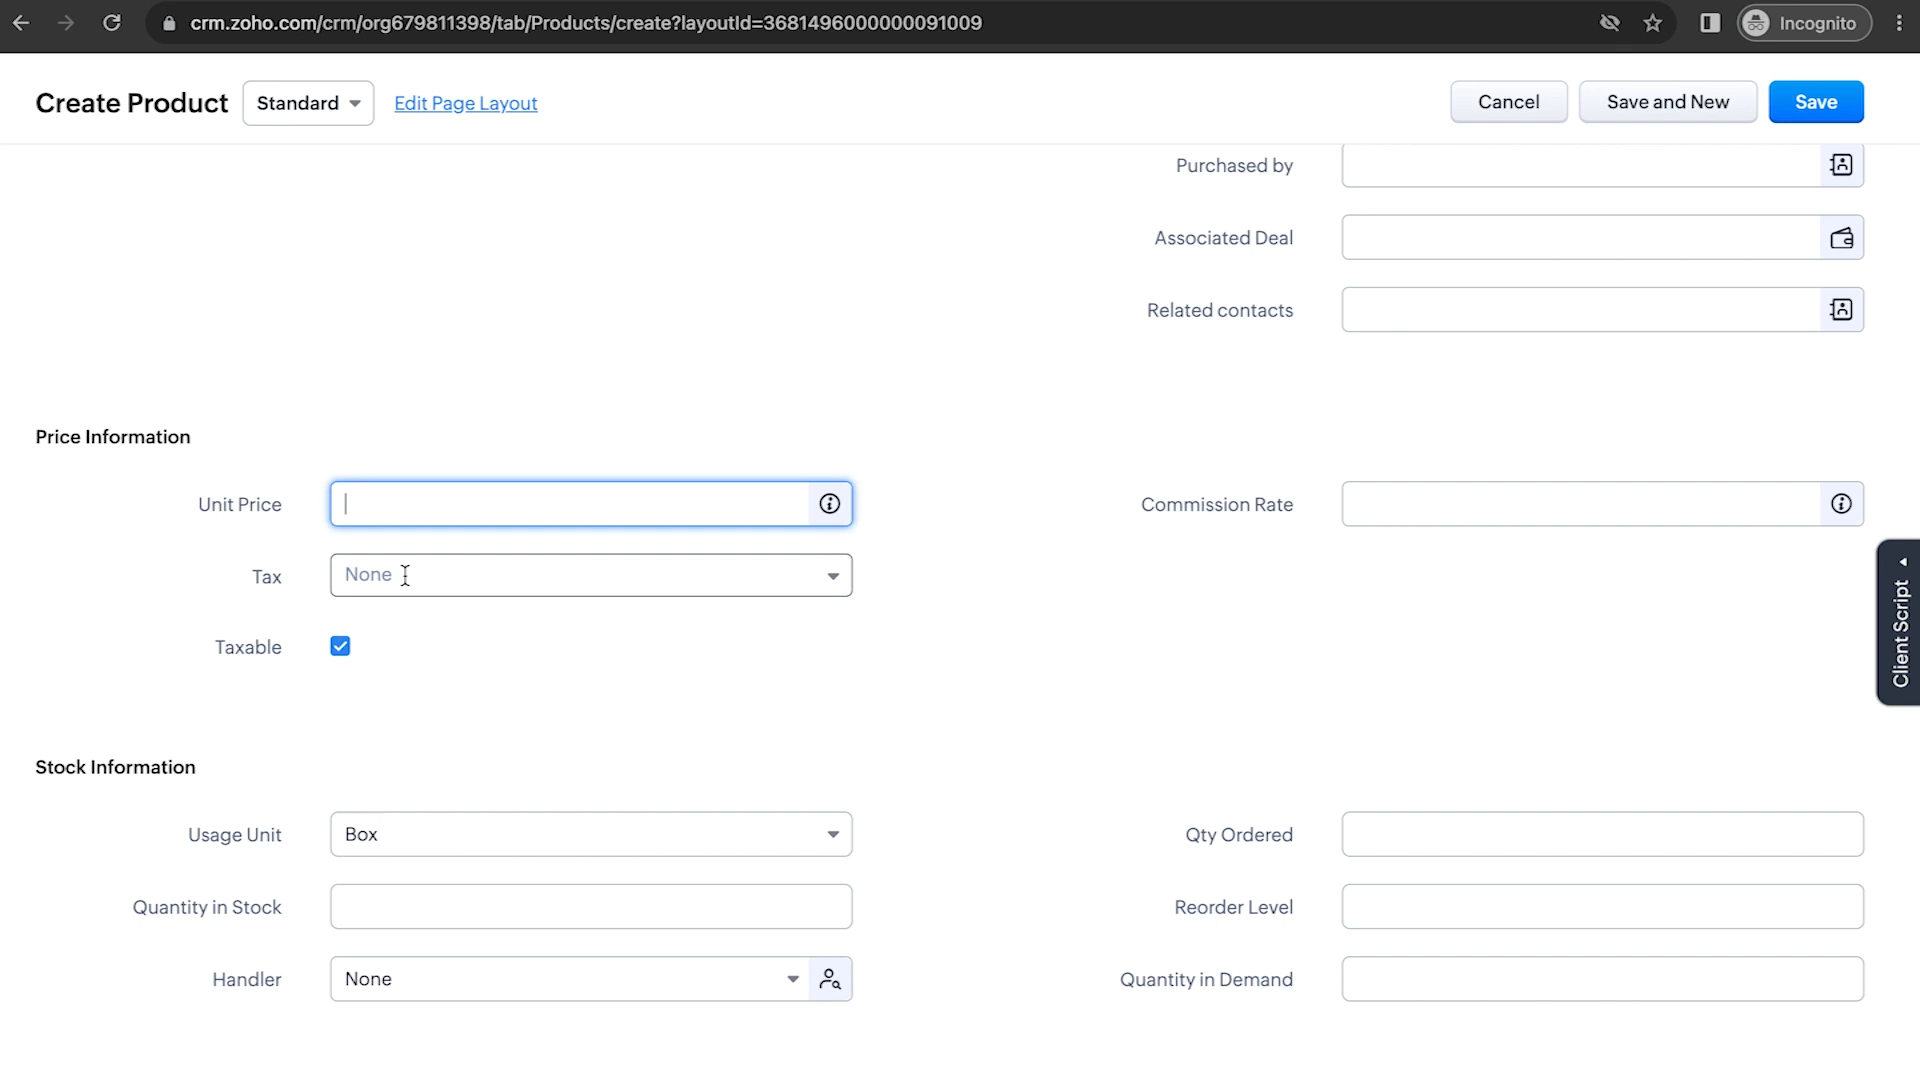 crm.zoho.com/crm/org679811398/tab/Products/create?layoutId=3681496000000091009
Incognito
Create Product
Standard
Edit Page Layout
Cancel
Save and New
Save
Purchased by
Associated Deal
Related contacts
Price Information
Unit Price
Commission Rate
Tax
None
Taxable
Client Script
Stock Information
Usage Unit
Box
Qty Ordered
Quantity in Stock
Reorder Level
Handler
None
Quantity in Demand